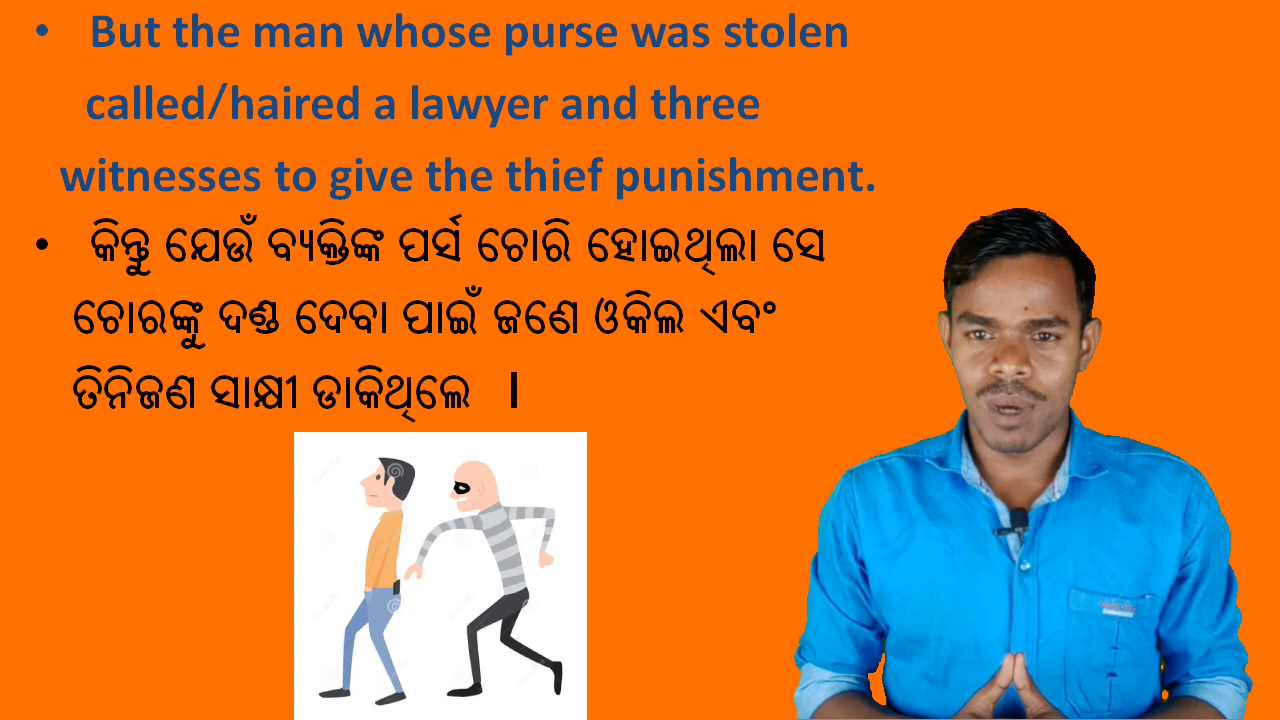 • But the man whose purse was stolen
called/haired a lawyer and three
witnesses to give the thief punishment.
• କିନ୍ତୁ ଯେଉଁ ବ୍ୟକ୍ତିଙ୍କ ପର୍ସ ଚୋରି ହୋଇଥିଲା ସେ
ଚୋରଙ୍କୁ ଦଣ୍ଡ ଦେବା ପାଇଁ ଜଣେ ଓକିଲ ଏବଂ
ତିନିଜଣ ସାକ୍ଷୀ ଡାକିଥିଲେ ।